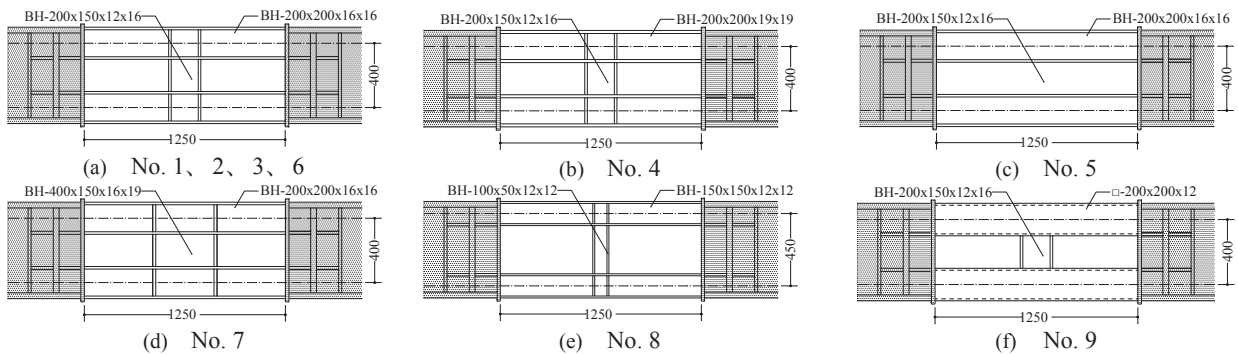 BH-200x150x12x16
BH-200x200x16x16
400
1250
(a) No. 1、 2、 3、 6
BH-200x150x12x16
BH-200x200x19x19
400
1250
(b) No. 4
BH-200x150x12x16
BH-200x200x16x16
400
1250
(c) No. 5
BH-400x150x16x19
BH-200x200x16x16
400
1250
(d) No. 7
BH-100x50x12x12
BH-150x150x12x12
450
1250
(e) No. 8
BH-200x150x12x16
□-200x200x12
400
1250
(f) No. 9